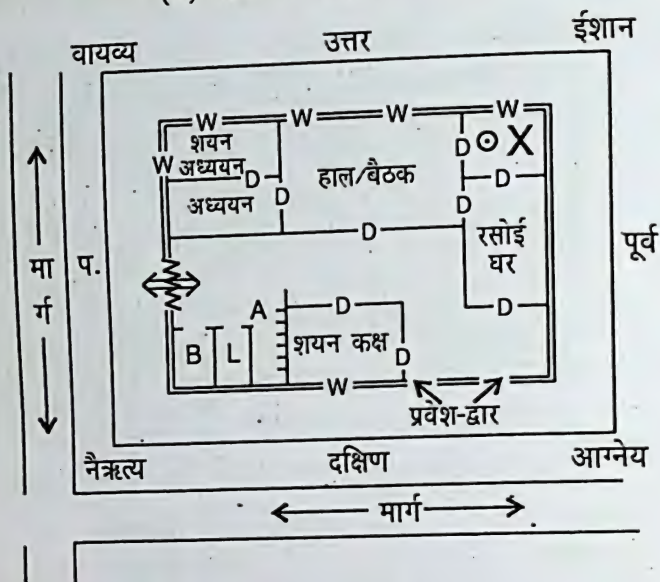 वायव्य उत्तर ईशान
W W W W
शयन
W अध्ययन D
D ⊙ X
हाल/बैठक
D
अध्ययन
D
D
D
रसोई
घर
पूर्व
मा
र्ग
प.
A
D
D
B L
शयन कक्ष
D
W
प्रवेश-द्वार
नैऋत्य दक्षिण आग्नेय
मार्ग